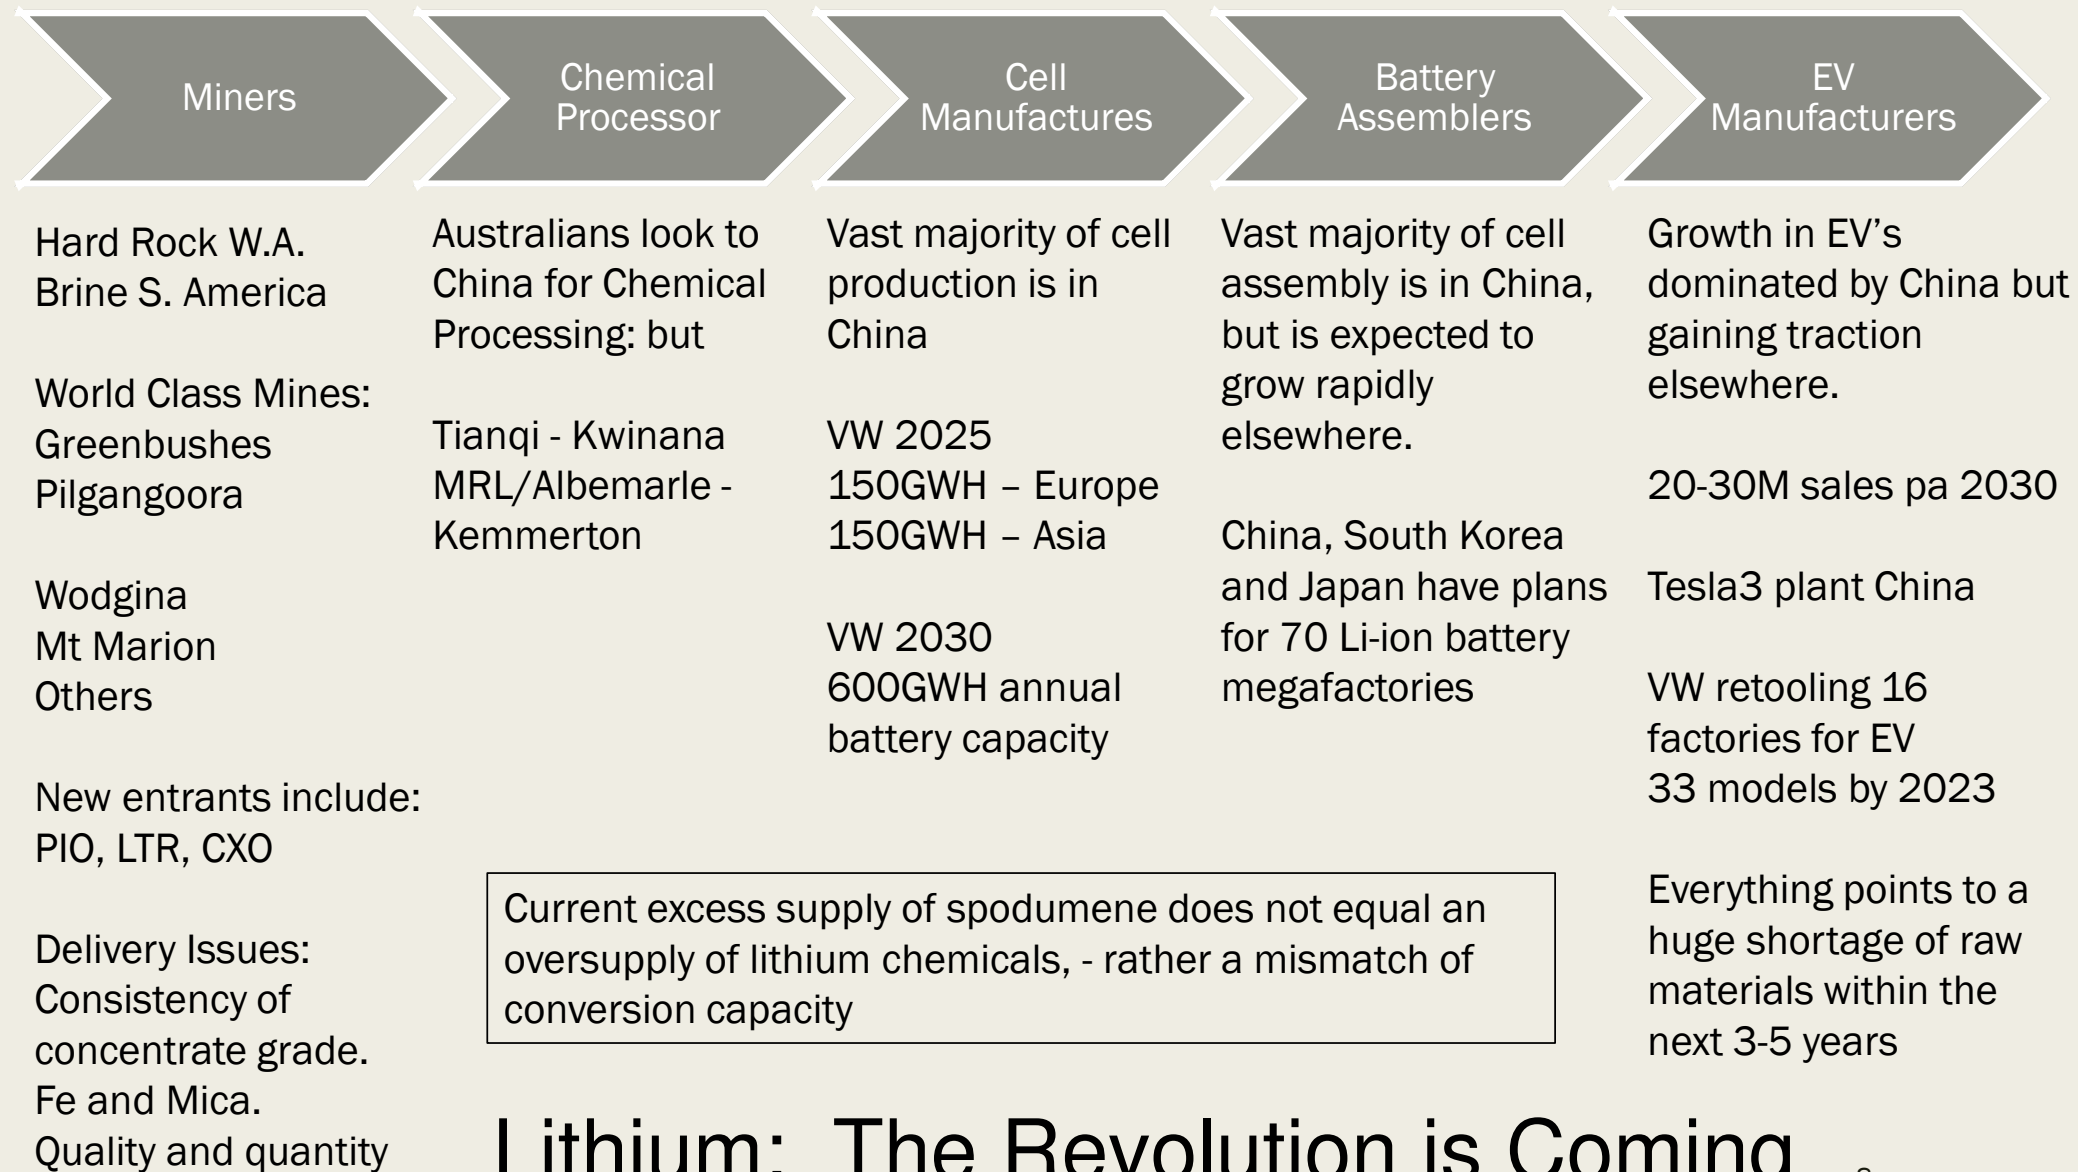 Miners
Chemical
Processor
Cell
Manufactures
Battery
Assemblers
EV
Manufacturers
Hard Rock W.A.
Brine S. America
World Class Mines:
Greenbushes
Pilgangoora
Wodgina
Mt Marion
Others
New entrants include:
PIO, LTR, CXO
Delivery Issues:
Consistency of
concentrate grade.
Fe and Mica.
Quality and quantity
Australians look to
China for Chemical
Processing: but
Tianqi - Kwinana
MRL/Albemarle -
Kemmerton
Vast majority of cell
production is in
China
VW 2025
150GWH – Europe
150GWH – Asia
VW 2030
600GWH annual
battery capacity
Vast majority of cell
assembly is in China,
but is expected to
grow rapidly
elsewhere.
China, South Korea
and Japan have plans
for 70 Li-ion battery
megafactories
Growth in EV’s
dominated by China but
gaining traction
elsewhere.
20-30M sales pa 2030
Tesla3 plant China
VW retooling 16
factories for EV
33 models by 2023
Everything points to a
huge shortage of raw
materials within the
next 3-5 years
Current excess supply of spodumene does not equal an
oversupply of lithium chemicals, - rather a mismatch of
conversion capacity
Lithium: The Revolution is Coming